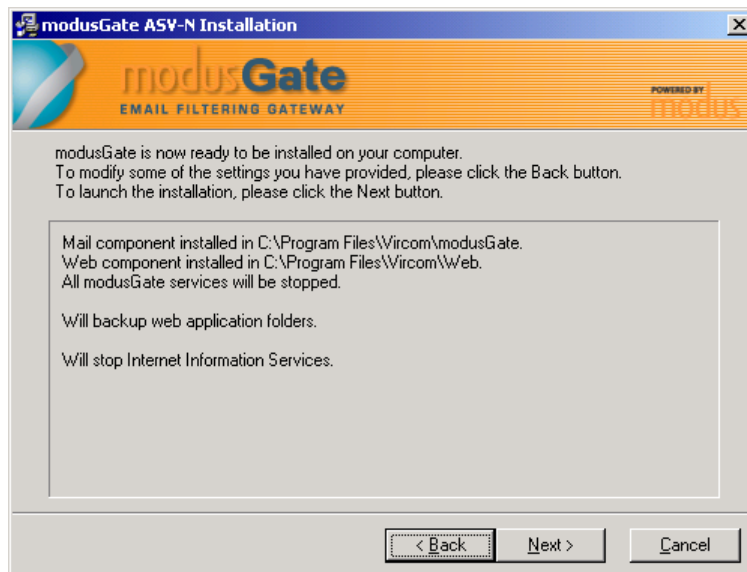 modusGate ASV-N Installation
modusGate
EMAIL FILTERING GATEWAY
POWERED BY
modus
modusGate is now ready to be installed on your computer.
To modify some of the settings you have provided, please click the Back button.
To launch the installation, please click the Next button.
Mail component installed in C:\Program Files\Vircom\modusGate.
Web component installed in C:\Program Files\Vircom\Web.
All modusGate services will be stopped.
Will backup web application folders.
Will stop Internet Information Services.
< Back Next > Cancel